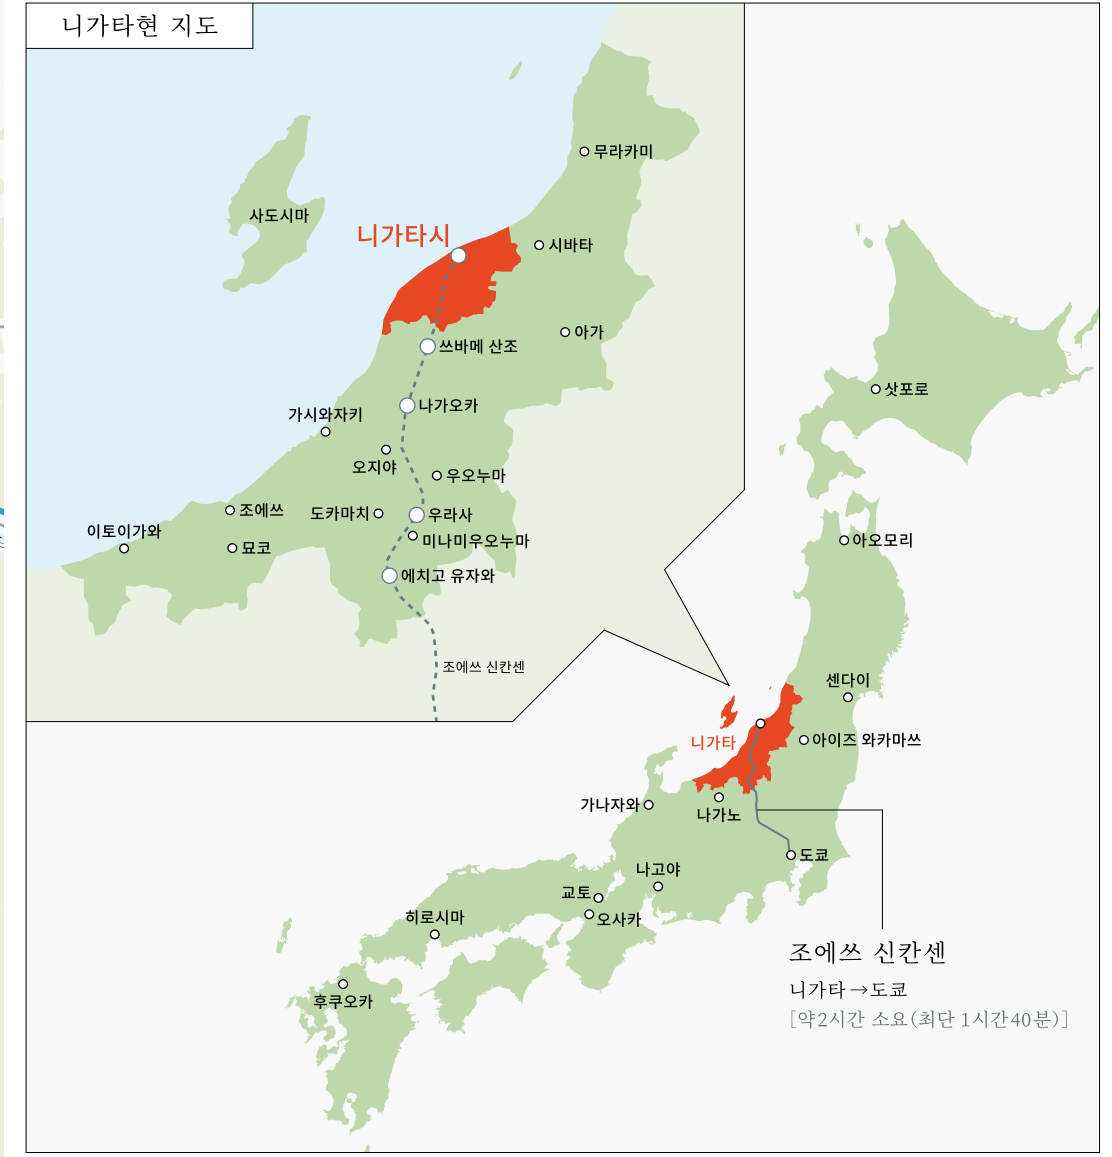 니가타현 지도
무라카미
사도시마
니가타시
시바타
아가
쓰바메 산조
나가오카
가시와자키
오지야
우오누마
조에쓰
도카마치
우라사
이토이가와
묘코
미나미우오누마
에치고 유자와
조에쓰 신칸센
삿포로
아오모리
센다이
니가타
아이즈 와카마쓰
가나자와
나가노
도쿄
나고야
교토
오사카
히로시마
후쿠오카
조에쓰 신칸센
니가타→도쿄
[약2시간 소요(최단 1시간40분)]